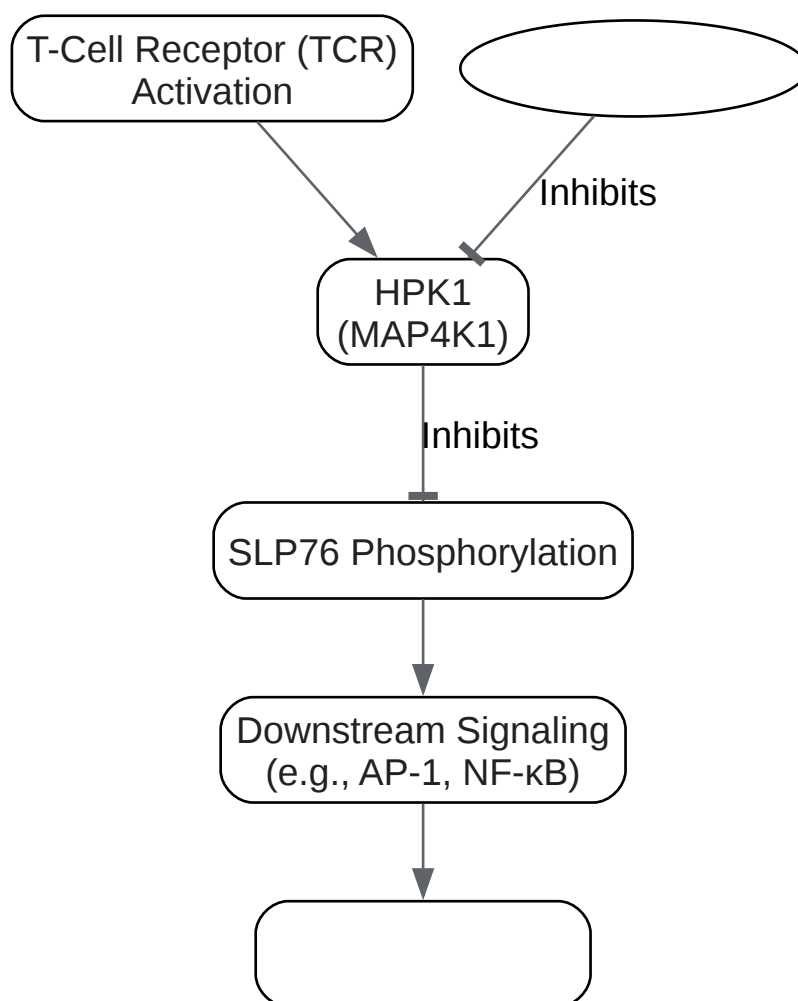 T-Cell Receptor (TCR)
Activation
Inhibits
HPK1
(MAP4K1)
Inhibits
SLP76 Phosphorylation
Downstream Signaling
(e.g., AP-1, NF-κB)